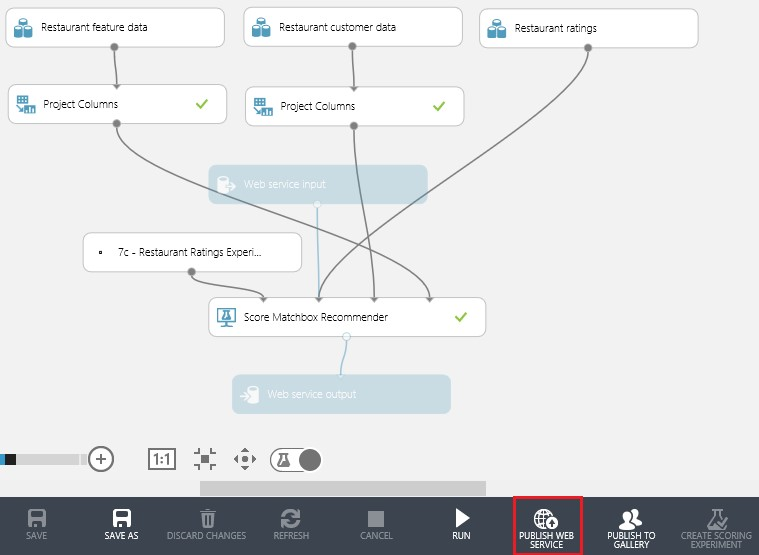 Restaurant feature data
Restaurant customer data
Restaurant ratings
Project Columns
Project Columns
Web service input
7c - Restaurant Ratings Experi...
Score Matchbox Recommender
Web service output
1:1
SAVE
SAVE AS
DISCARD CHANGES
REFRESH
CANCEL
RUN
PUBLISH WEB
SERVICE
PUBLISH TO
GALLERY
CREATE SCORING
EXPERIMENT